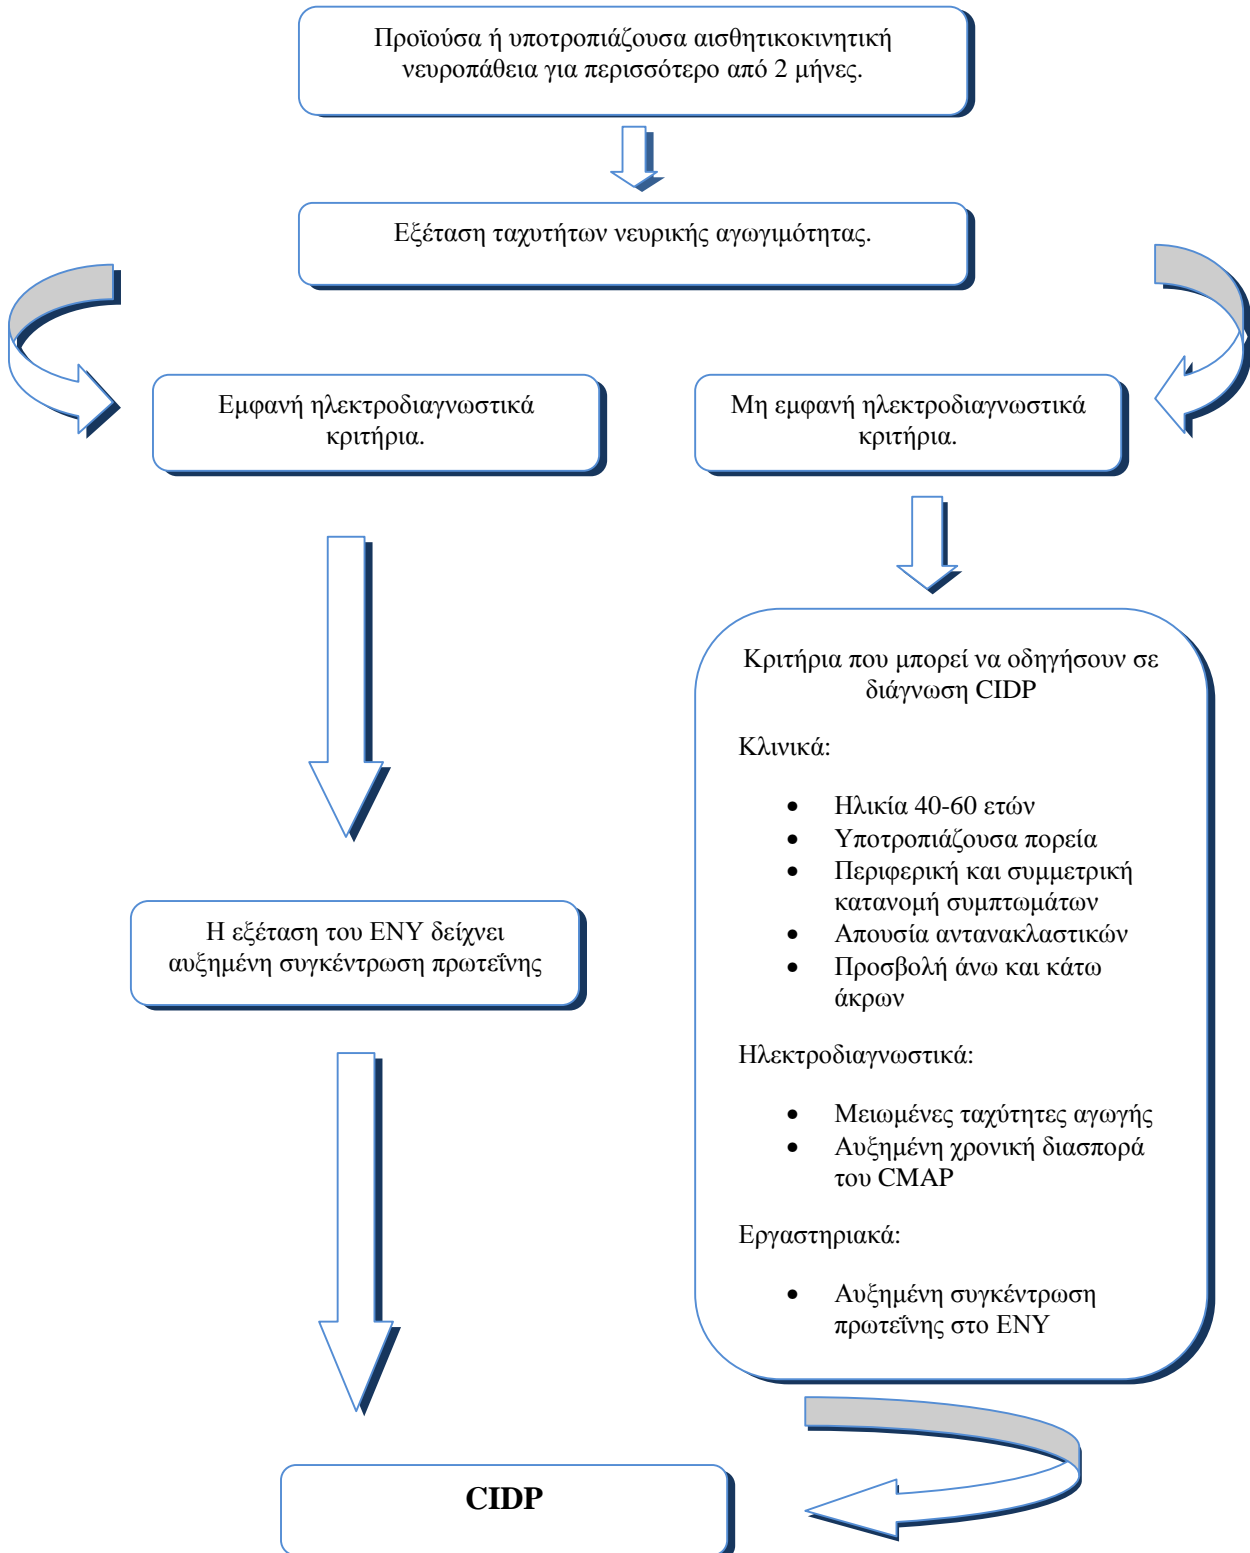 Προϊούσα ή υποτροπιάζουσα αισθητικοκινητική
νευροπάθεια για περισσότερο από 2 μήνες.
Εξέταση ταχυτήτων νευρικής αγωγιμότητας.
Εμφανή ηλεκτροδιαγνωστικά
κριτήρια.
Μη εμφανή ηλεκτροδιαγνωστικά
κριτήρια.
Η εξέταση του ΕΝΥ δείχνει
αυξημένη συγκέντρωση πρωτεΐνης
Κριτήρια που μπορεί να οδηγήσουν σε
διάγνωση CIDP
Κλινικά:
• Ηλικία 40-60 ετών
• Υποτροπιάζουσα πορεία
• Περιφερική και συμμετρική
κατανομή συμπτωμάτων
• Απουσία αντανακλαστικών
• Προσβολή άνω και κάτω
άκρων
Ηλεκτροδιαγνωστικά:
• Μειωμένες ταχύτητες αγωγής
• Αυξημένη χρονική διασπορά
του CMAP
Εργαστηριακά:
• Αυξημένη συγκέντρωση
πρωτεΐνης στο ΕΝΥ
CIDP